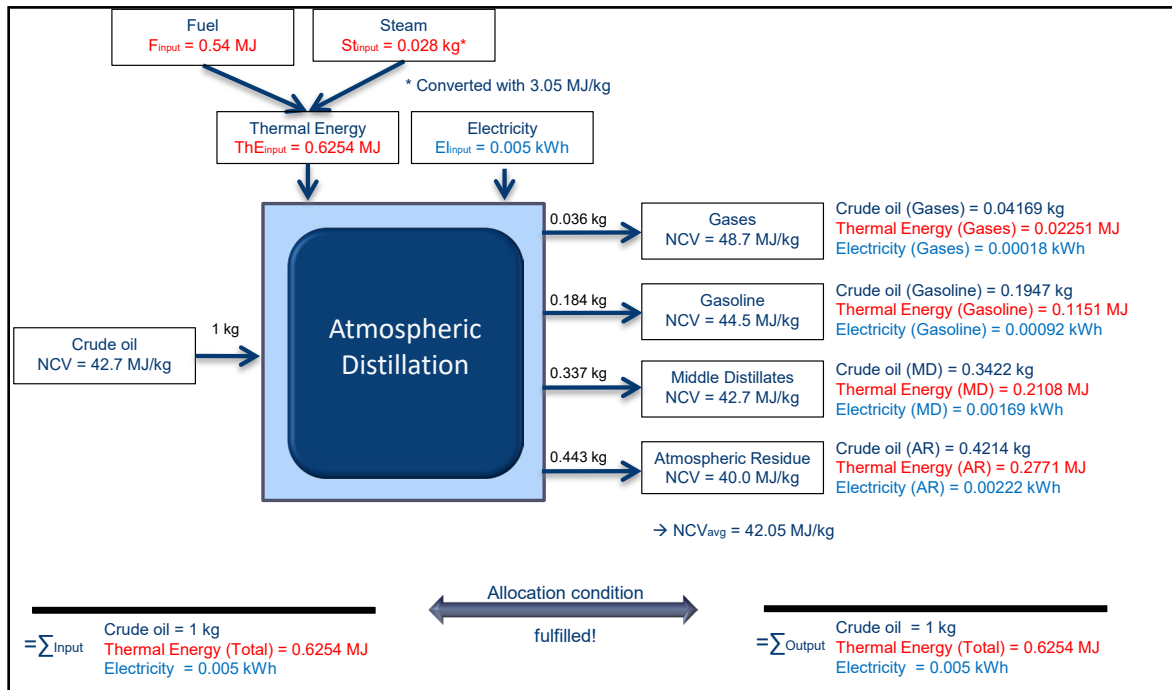 Fuel
Finput = 0.54 MJ
Steam
Stinput = 0.028 kg*
* Converted with 3.05 MJ/kg
Thermal Energy
ThEinput = 0.6254 MJ
Electricity
Elinput = 0.005 kWh
Crude oil
NCV = 42.7 MJ/kg
1 kg
Atmospheric
Distillation
0.036 kg
Gases
NCV = 48.7 MJ/kg
Crude oil (Gases) = 0.04169 kg
Thermal Energy (Gases) = 0.02251 MJ
Electricity (Gases) = 0.00018 kWh
0.184 kg
Gasoline
NCV = 44.5 MJ/kg
Crude oil (Gasoline) = 0.1947 kg
Thermal Energy (Gasoline) = 0.1151 MJ
Electricity (Gasoline) = 0.00092 kWh
0.337 kg
Middle Distillates
NCV = 42.7 MJ/kg
Crude oil (MD) = 0.3422 kg
Thermal Energy (MD) = 0.2108 MJ
Electricity (MD) = 0.00169 kWh
0.443 kg
Atmospheric Residue
NCV = 40.0 MJ/kg
Crude oil (AR) = 0.4214 kg
Thermal Energy (AR) = 0.2771 MJ
Electricity (AR) = 0.00222 kWh
→ NCVavg = 42.05 MJ/kg
=∑Input
Crude oil = 1 kg
Thermal Energy (Total) = 0.6254 MJ
Electricity = 0.005 kWh
Allocation condition
fulfilled!
=∑Output
Crude oil = 1 kg
Thermal Energy (Total) = 0.6254 MJ
Electricity = 0.005 kWh